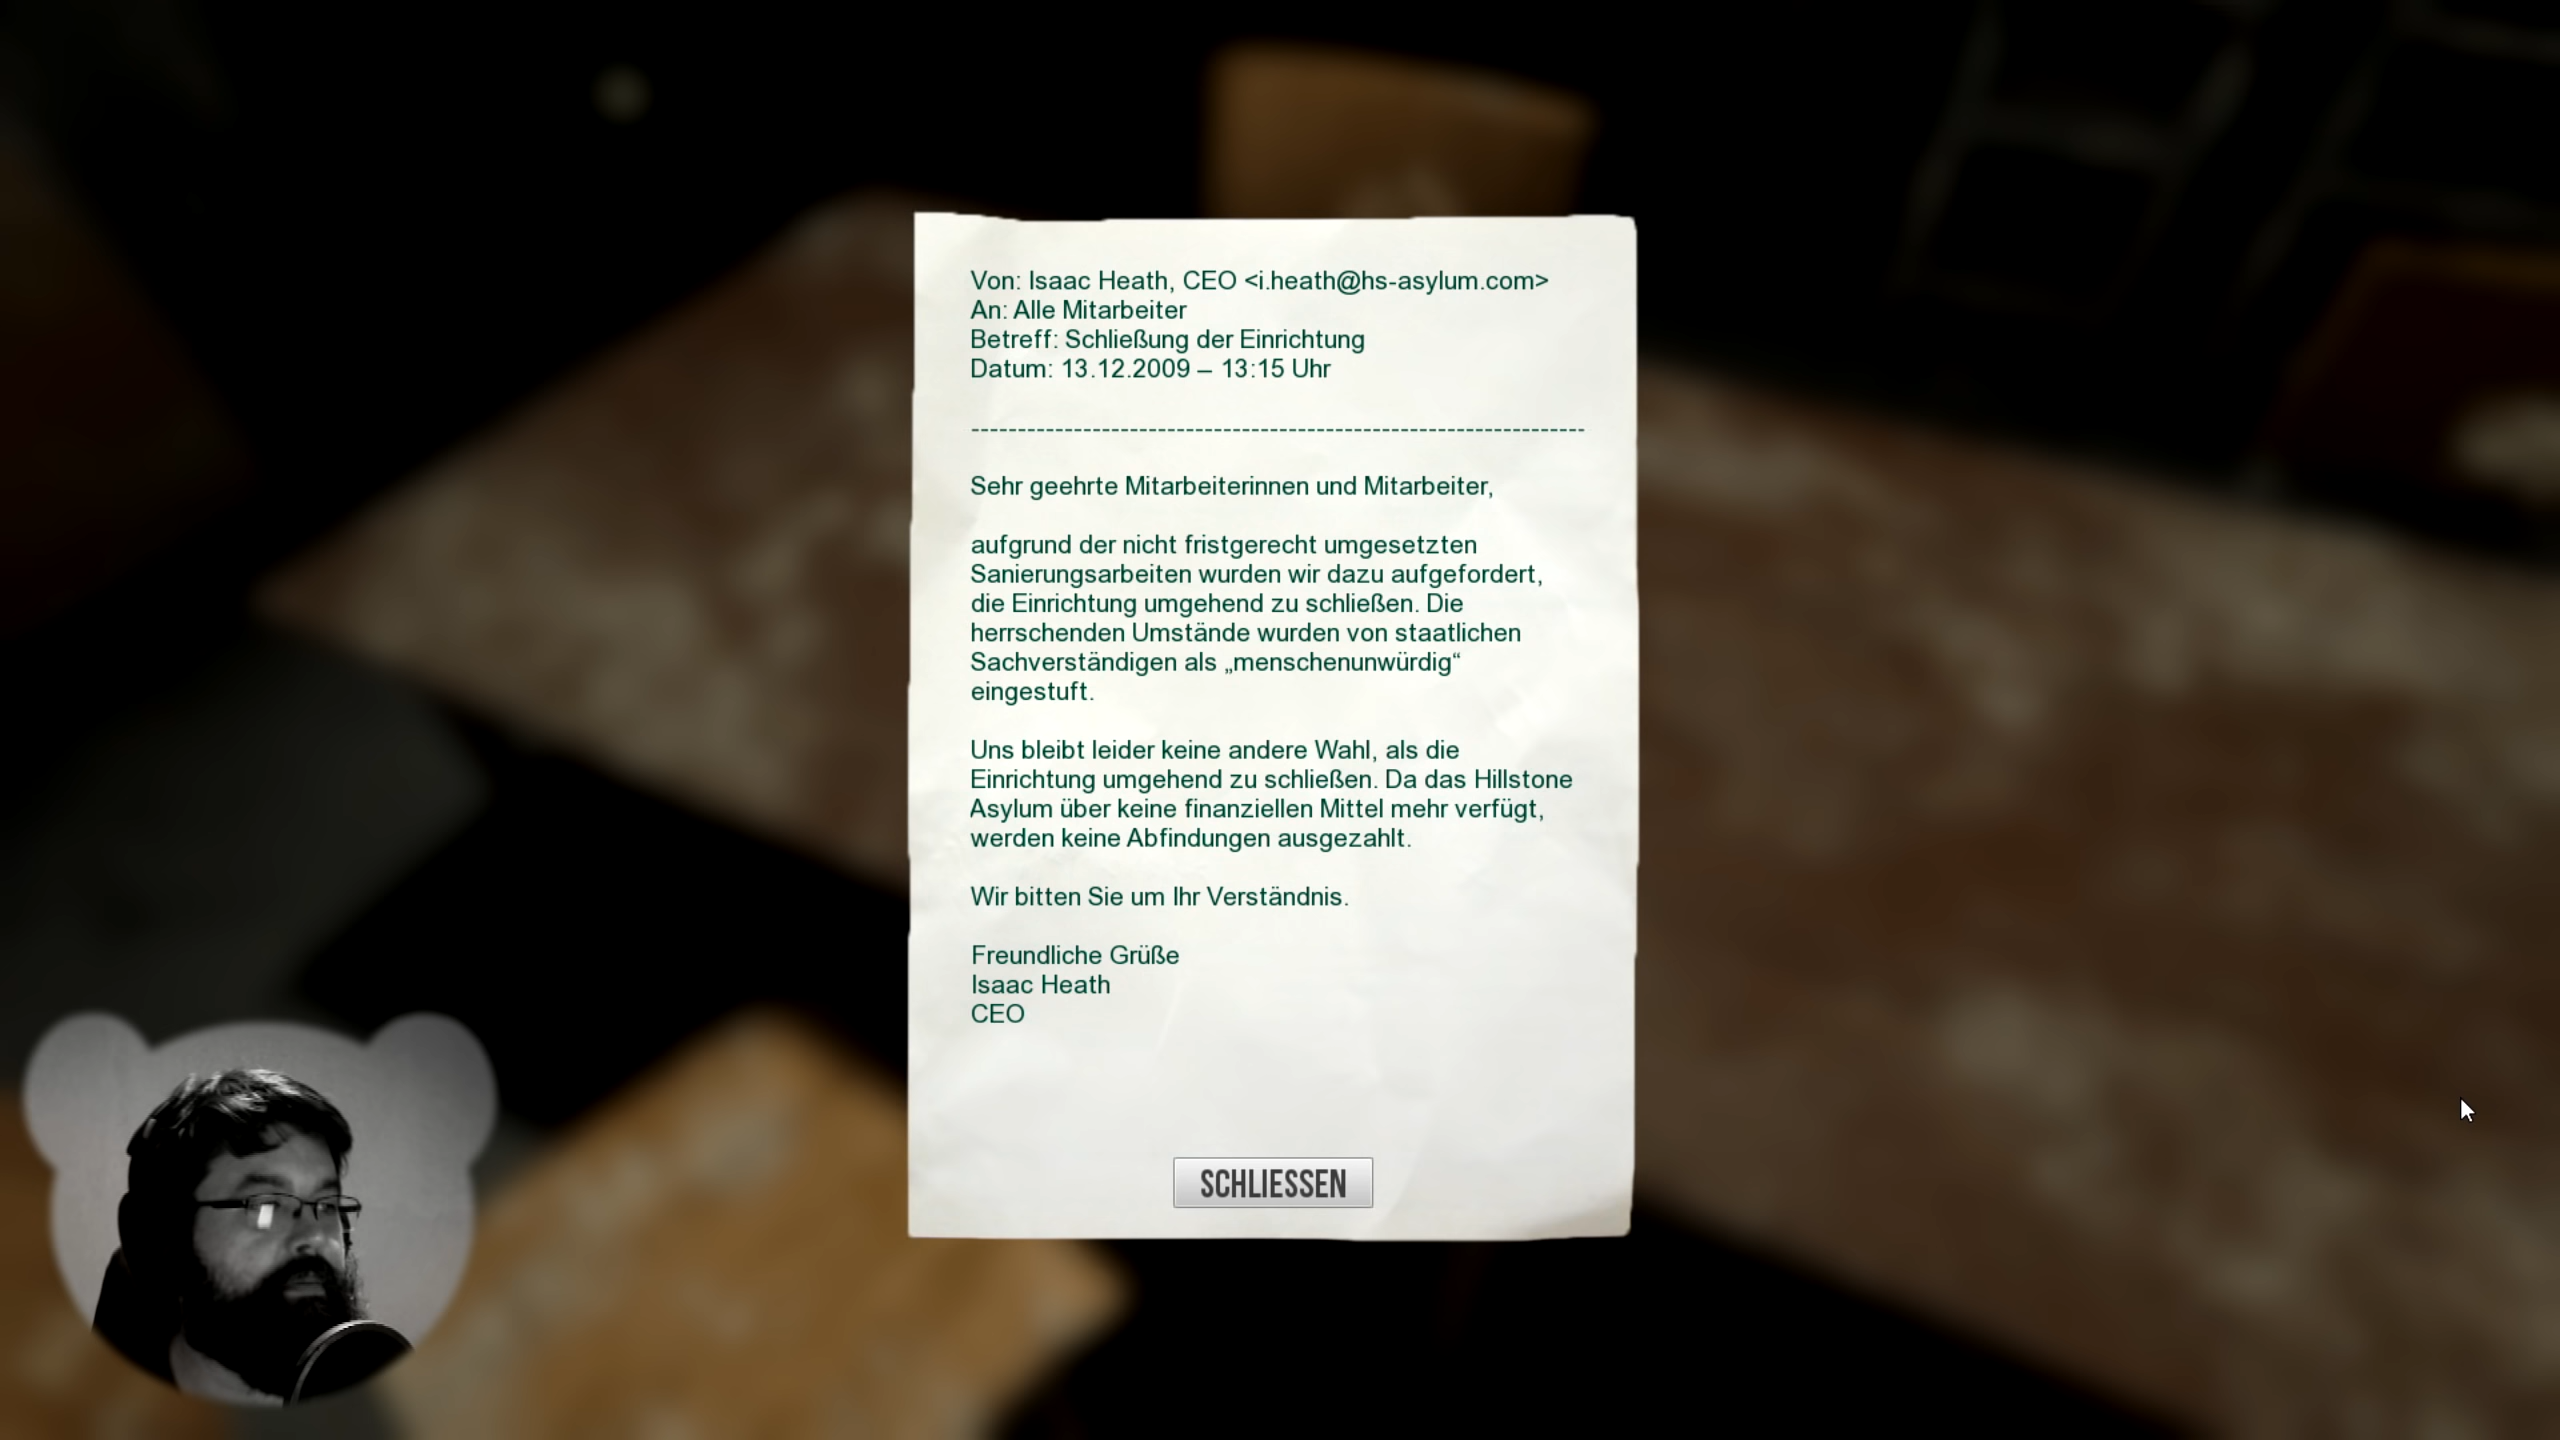 Von: Isaac Heath, CEO <i.heath@hs-asylum.com>
An: Alle Mitarbeiter
Betreff: Schließung der Einrichtung
Datum: 13.12.2009 – 13:15 Uhr
--------------------------------------------------------------------
Sehr geehrte Mitarbeiterinnen und Mitarbeiter,
aufgrund der nicht fristgerecht umgesetzten
Sanierungsarbeiten wurden wir dazu aufgefordert,
die Einrichtung umgehend zu schließen. Die
herrschenden Umstände wurden von staatlichen
Sachverständigen als „menschenunwürdig“
eingestuft.
Uns bleibt leider keine andere Wahl, als die
Einrichtung umgehend zu schließen. Da das Hillstone
Asylum über keine finanziellen Mittel mehr verfügt,
werden keine Abfindungen ausgezahlt.
Wir bitten Sie um Ihr Verständnis.
Freundliche Grüße
Isaac Heath
CEO
SCHLIESSEN